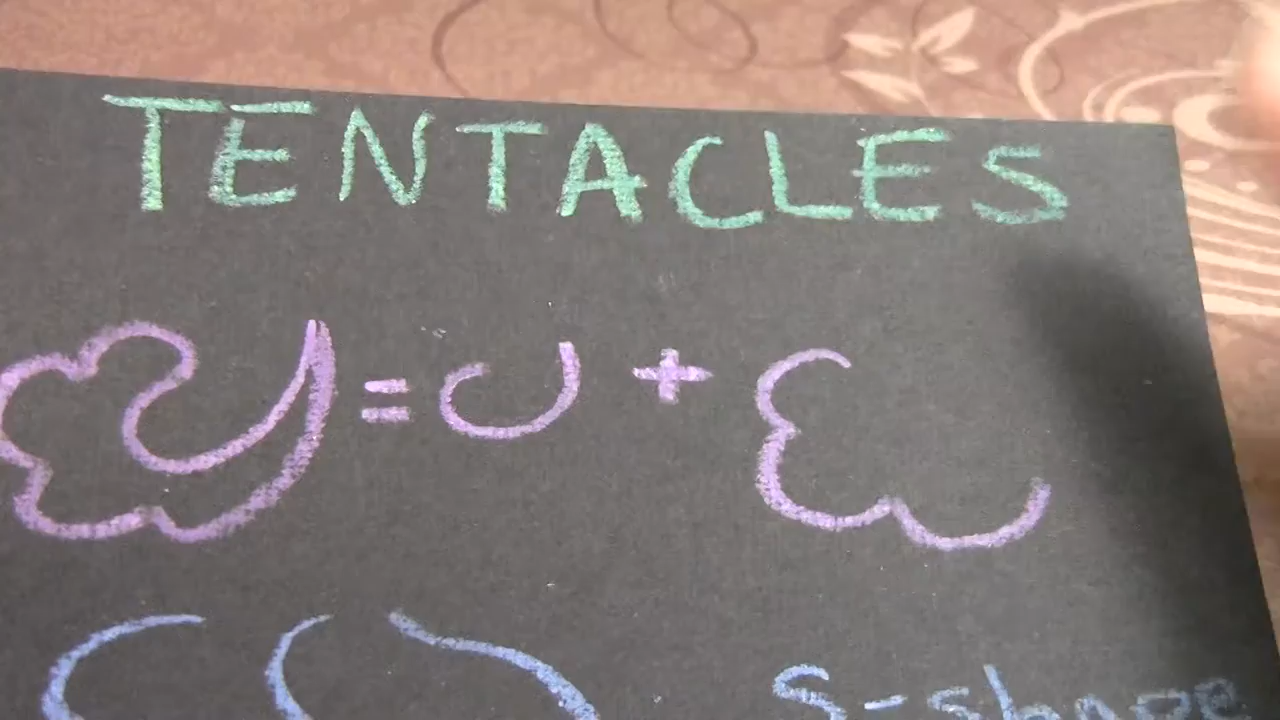 TENTACLES
= +
S-shape